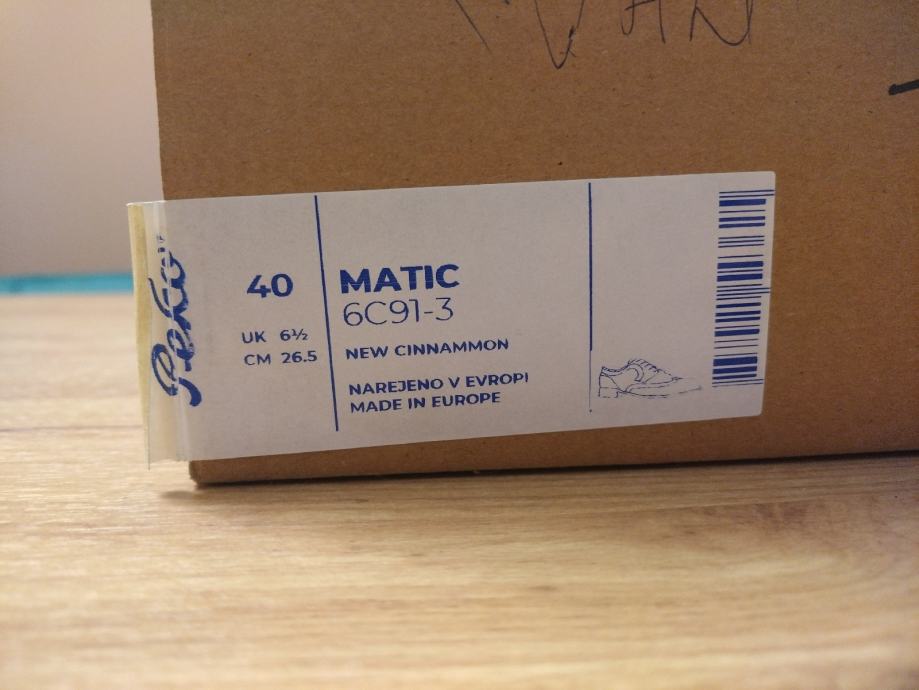 Peko
40
UK 6½
CM 26.5
MATIC
6C91-3
NEW CINNAMMON
NAREJENO V EVROPI
MADE IN EUROPE